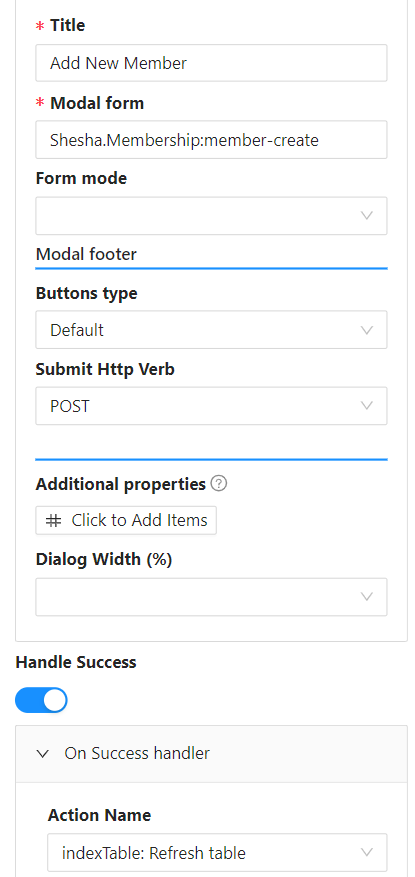 * Title
Add New Member
* Modal form
Shesha.Membership:member-create
Form mode
Modal footer
Buttons type
Default
Submit Http Verb
POST
Additional properties ?
Click to Add Items
Dialog Width (%)
Handle Success
On Success handler
Action Name
indexTable: Refresh table